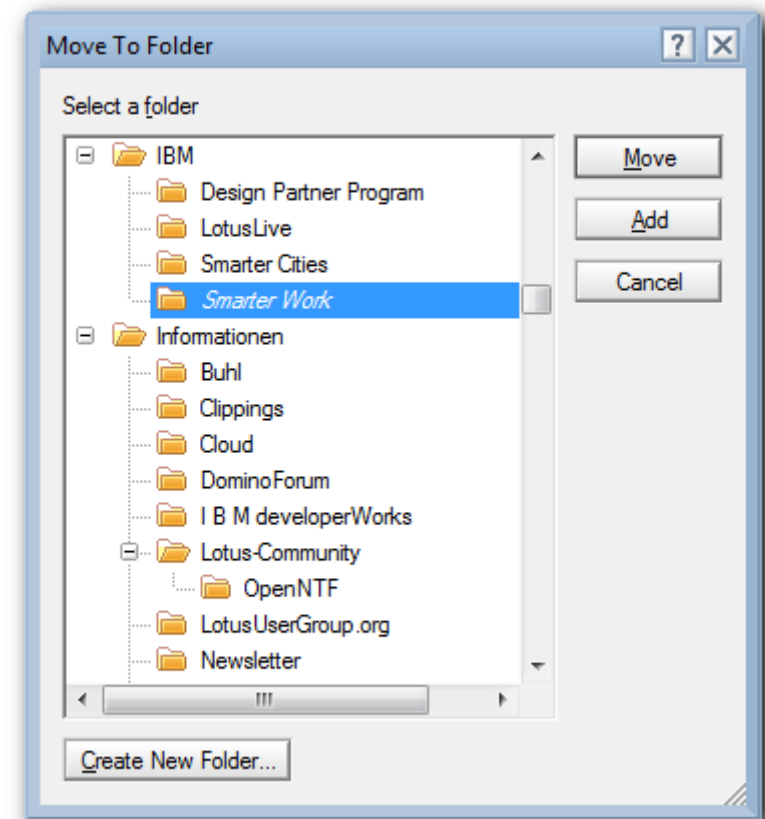 Move To Folder
Select a folder
IBM
Design Partner Program
LotusLive
Smarter Cities
Smarter Work
Informationen
Buhl
Clippings
Cloud
DominoForum
I B M developerWorks
Lotus-Community
OpenNTF
LotusUserGroup.org
Newsletter
Move
Add
Cancel
Create New Folder...